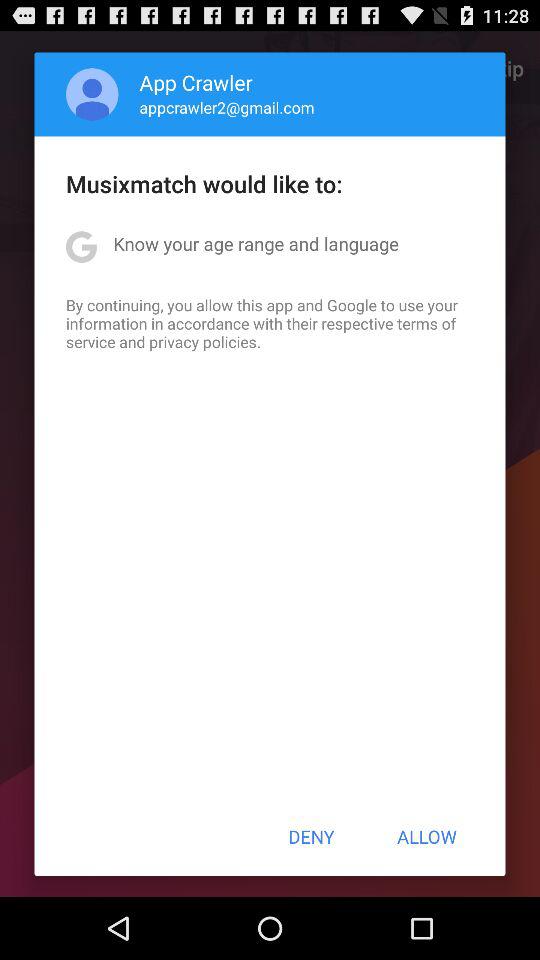 11:28
App Crawler
appcrawler2@gmail.com
Musixmatch would like to:
G Know your age range and language
By continuing, you allow this app and Google to use your
information in accordance with their respective terms of
service and privacy policies.
DENY ALLOW